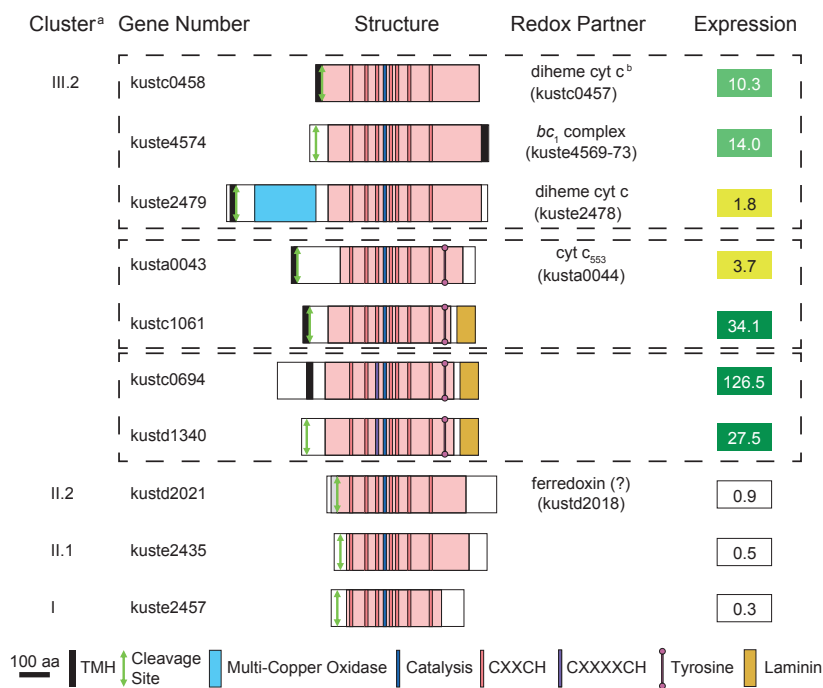 Cluster^a Gene Number Structure Redox Partner Expression
III.2 kustc0458 diheme cyt c^b 10.3
(kustc0457)
kuste4574 bc₁ complex 14.0
(kuste4569-73)
kuste2479 diheme cyt c 1.8
(kuste2478)
kusta0043 cyt c₅₅₃ 3.7
(kusta0044)
kustc1061 34.1
kustc0694 126.5
kustd1340 27.5
II.2 kustd2021 ferredoxin (?) 0.9
(kustd2018)
II.1 kuste2435 0.5
I kuste2457 0.3
100 aa TMH Cleavage Site Multi-Copper Oxidase Catalysis CXXCH CXXXXCH Tyrosine Laminin